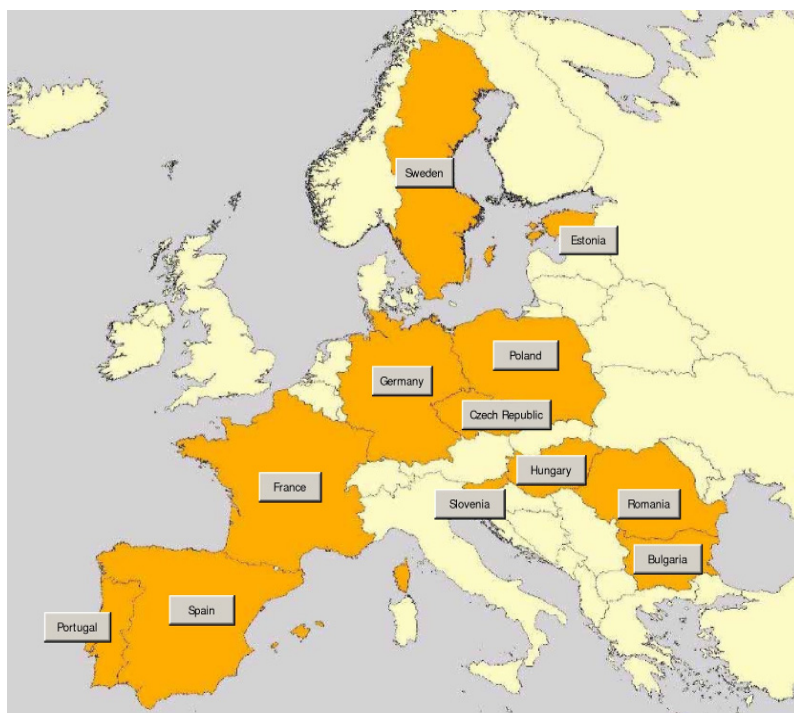 Sweden
Estonia
Poland
Germany
Czech Republic
Hungary
France
Slovenia
Romania
Bulgaria
Spain
Portugal